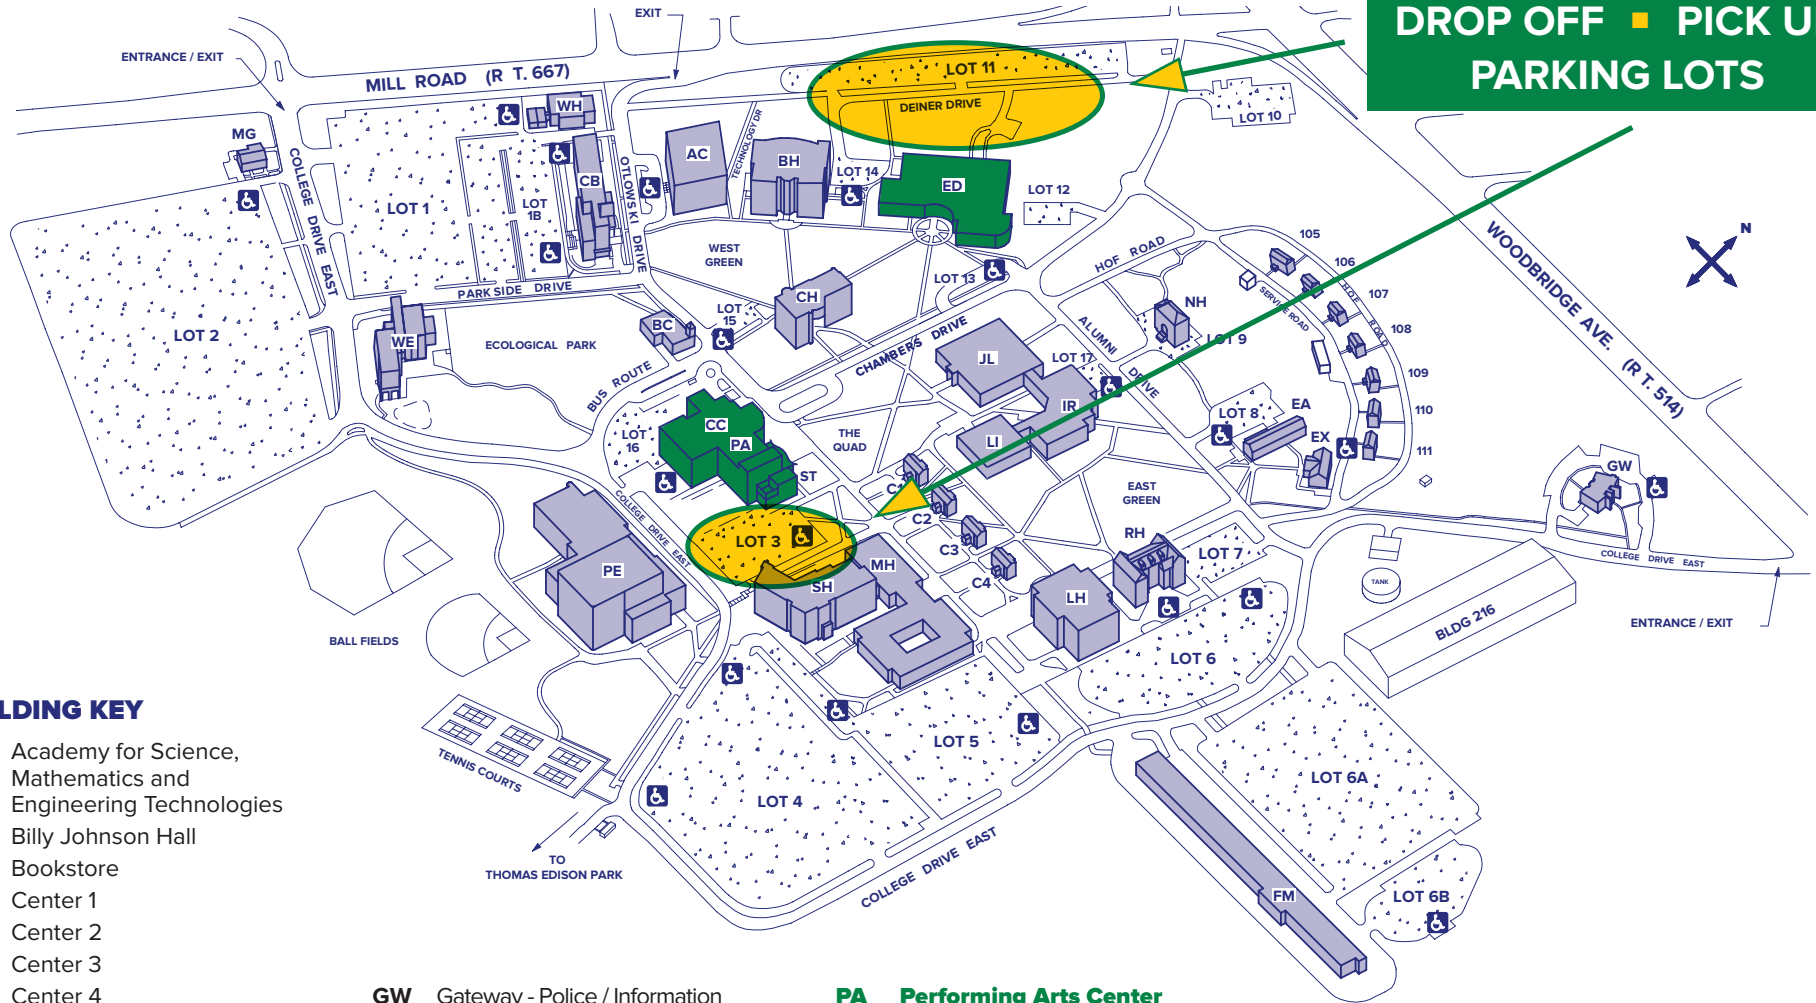 EXIT
DROP OFF ■ PICK U
PARKING LOTS
ENTRANCE / EXIT
MILL ROAD (R T. 667)
LOT 11
DEINER DRIVE
LOT 10
WH
MG
AC
TECHNOLOGY DR
BH
LOT 14
ED
LOT 12
CB
OTLOWSKI DRIVE
COLLEGE DRIVE EAST
LOT 1
LOT
1B
WEST
GREEN
HOF ROAD
WOODBRIDGE AVE. (R T. 514)
N
105
106
107
108
109
110
111
HOF ROAD
SERVICE ROAD
LOT 13
PARKSIDE DRIVE
CH
LOT
15
BC
NH
LOT 9
LOT 2
WE
ECOLOGICAL PARK
CHAMBERS DRIVE
ALUMNI DRIVE
JL
LOT 17
IR
LI
BUS ROUTE
CC
PA
ST
LOT
16
THE
QUAD
LOT 8
EA
EX
GW
C1
C2
C3
C4
EAST
GREEN
RH
LOT 7
COLLEGE DRIVE EAST
LOT 3
MH
SH
PE
LH
TANK
COLLEGE DRIVE EAST
BLDG 216
ENTRANCE / EXIT
BALL FIELDS
LOT 6
LOT 5
LOT 4
LOT 6A
TENNIS COURTS
TO
THOMAS EDISON PARK
COLLEGE DRIVE EAST
FM
LOT 6B
LDING KEY
Academy for Science,
Mathematics and
Engineering Technologies
Billy Johnson Hall
Bookstore
Center 1
Center 2
Center 3
Center 4
GW Gateway - Police / Information
PA Performing Arts Center